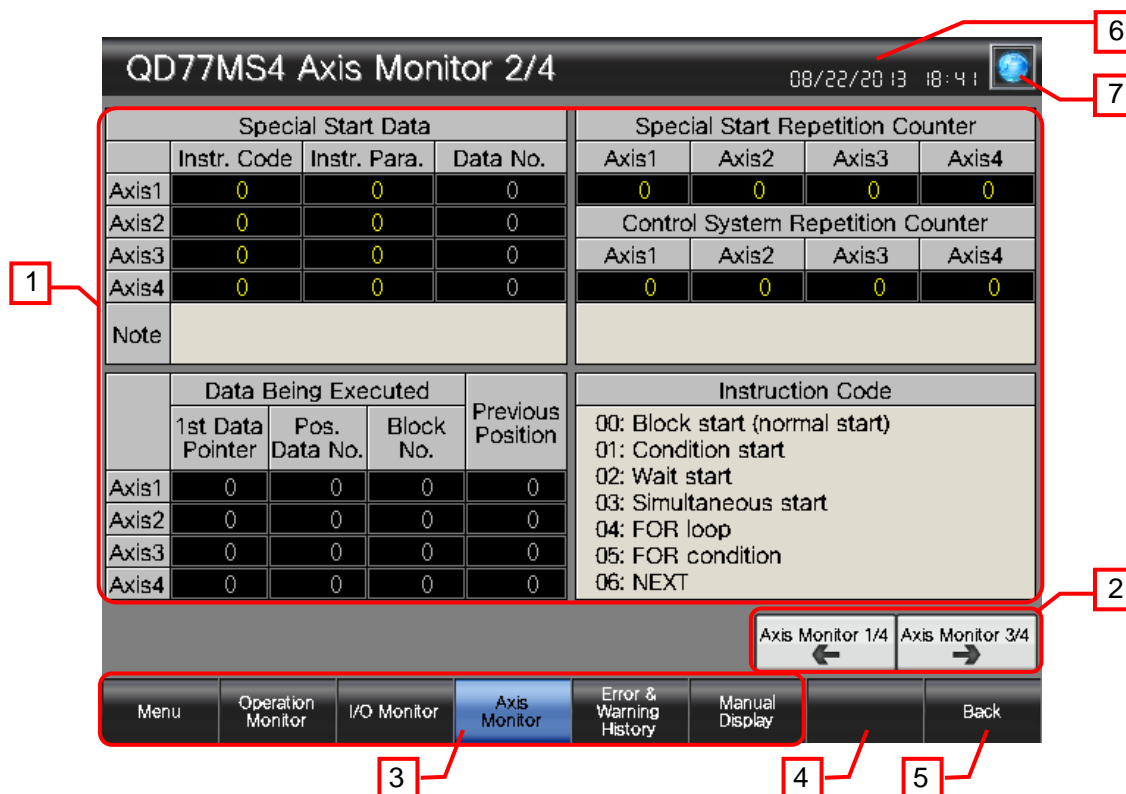 6
QD77MS4 Axis Monitor 2/4
08/22/2013 18:41
7
Special Start Data
Instr. Code Instr. Para. Data No.
Axis1 0 0 0
Axis2 0 0 0
Axis3 0 0 0
Axis4 0 0 0
Note
Special Start Repetition Counter
Axis1 Axis2 Axis3 Axis4
0 0 0 0
Control System Repetition Counter
Axis1 Axis2 Axis3 Axis4
0 0 0 0
1
Data Being Executed
Previous
Position
1st Data
Pointer
Pos.
Data No.
Block
No.
Axis1 0 0 0 0
Axis2 0 0 0 0
Axis3 0 0 0 0
Axis4 0 0 0 0
Instruction Code
00: Block start (normal start)
01: Condition start
02: Wait start
03: Simultaneous start
04: FOR loop
05: FOR condition
06: NEXT
2
Axis Monitor 1/4
Axis Monitor 3/4
Menu
Operation
Monitor
I/O Monitor
Axis
Monitor
Error &
Warning
History
Manual
Display
Back
3
4
5